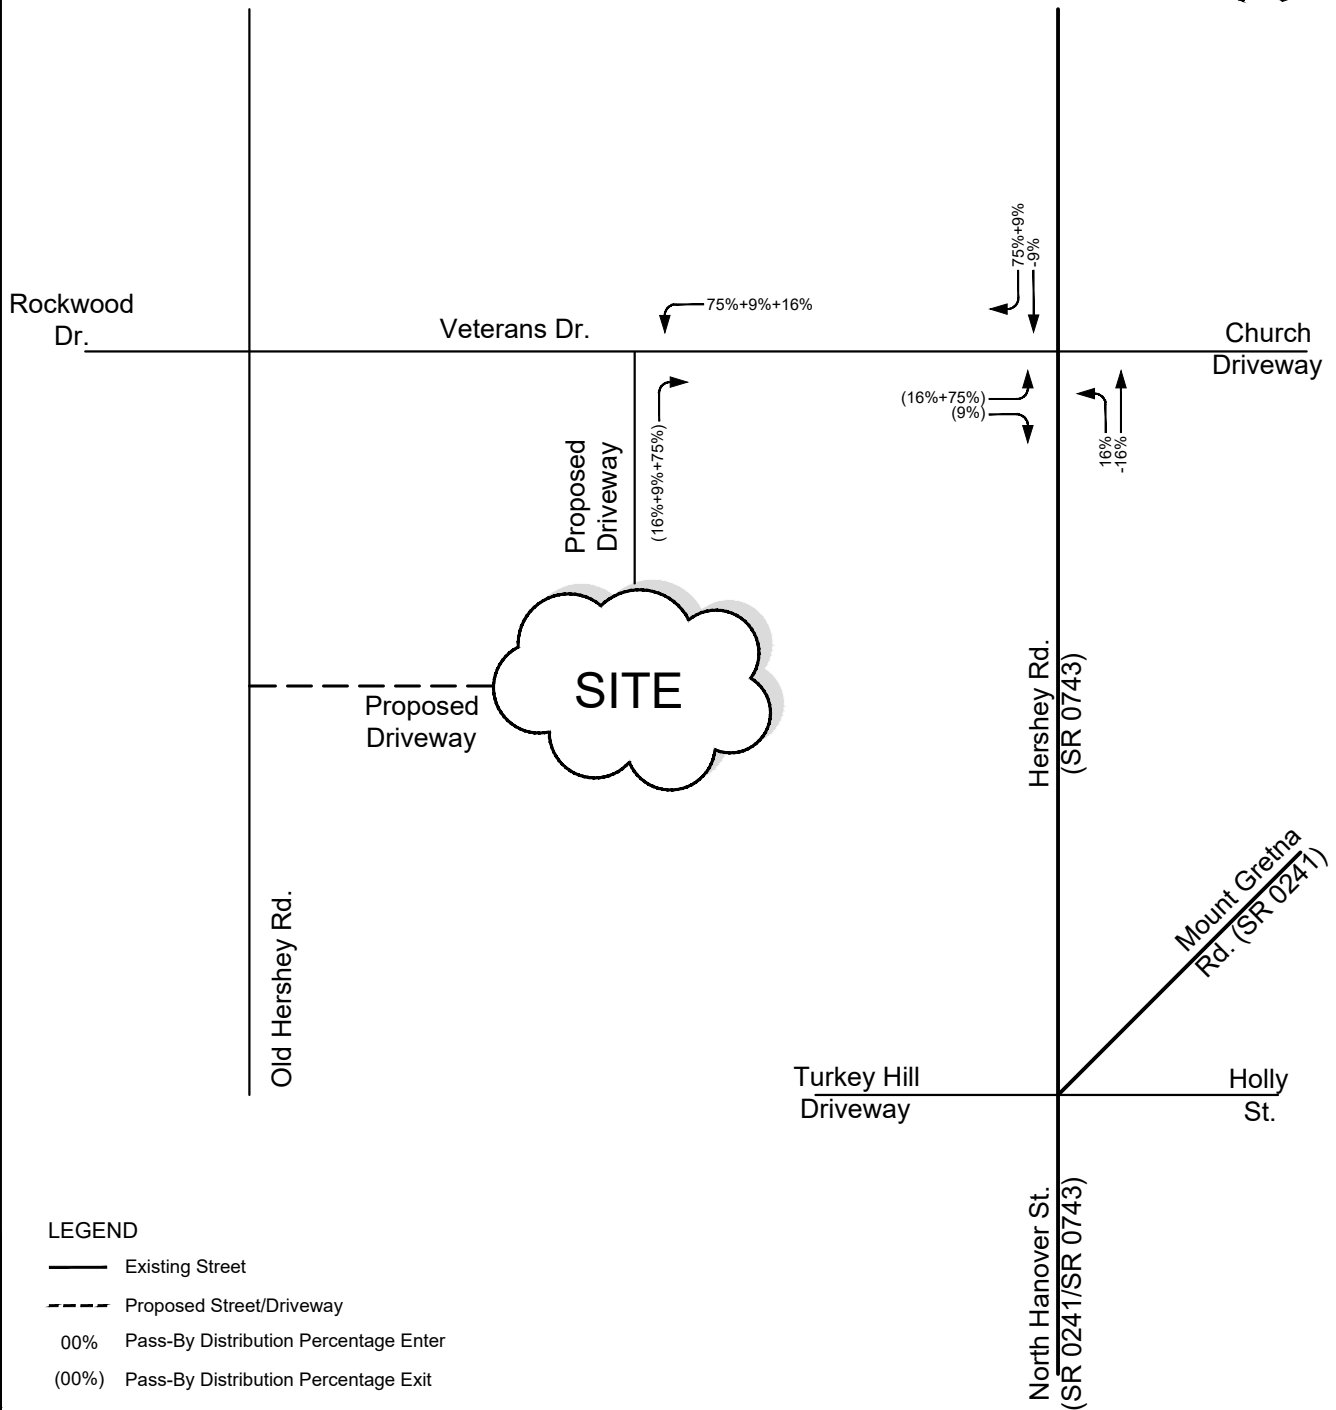 75%+9%
-9%
Rockwood
Dr.
Veterans Dr.
75%+9%+16%
Church
Driveway
(16%+75%)
(9%)
16%
-16%
(16%+9%+75%)
Proposed
Driveway
SITE
Proposed
Driveway
Hershey Rd.
(SR 0743)
Mount Gretna
Rd. (SR 0241)
Old Hershey Rd.
Turkey Hill
Driveway
Holly
St.
North Hanover St.
(SR 0241/SR 0743)
LEGEND
Existing Street
Proposed Street/Driveway
00% Pass-By Distribution Percentage Enter
(00%) Pass-By Distribution Percentage Exit